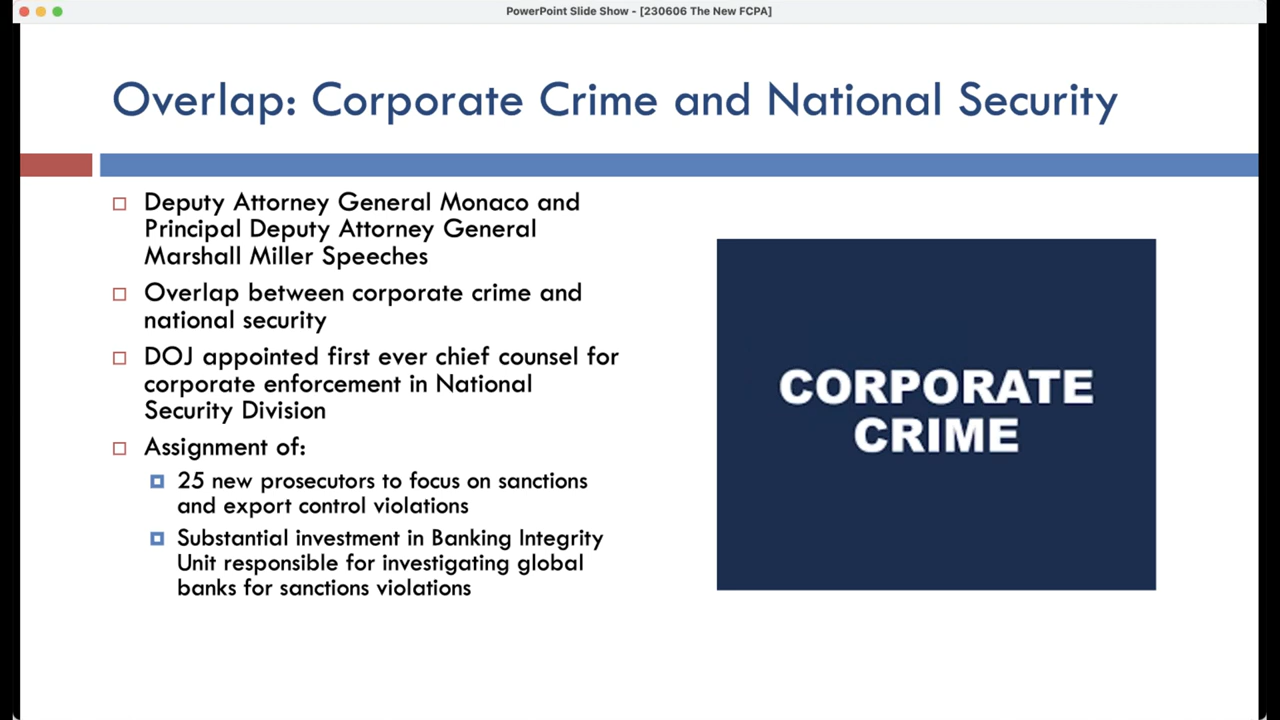 PowerPoint Slide Show - [230606 The New FCPA]
Overlap: Corporate Crime and National Security
Deputy Attorney General Monaco and
Principal Deputy Attorney General
Marshall Miller Speeches
Overlap between corporate crime and
national security
DOJ appointed first ever chief counsel for
corporate enforcement in National
Security Division
Assignment of:
25 new prosecutors to focus on sanctions
and export control violations
Substantial investment in Banking Integrity
Unit responsible for investigating global
banks for sanctions violations
CORPORATE
CRIME